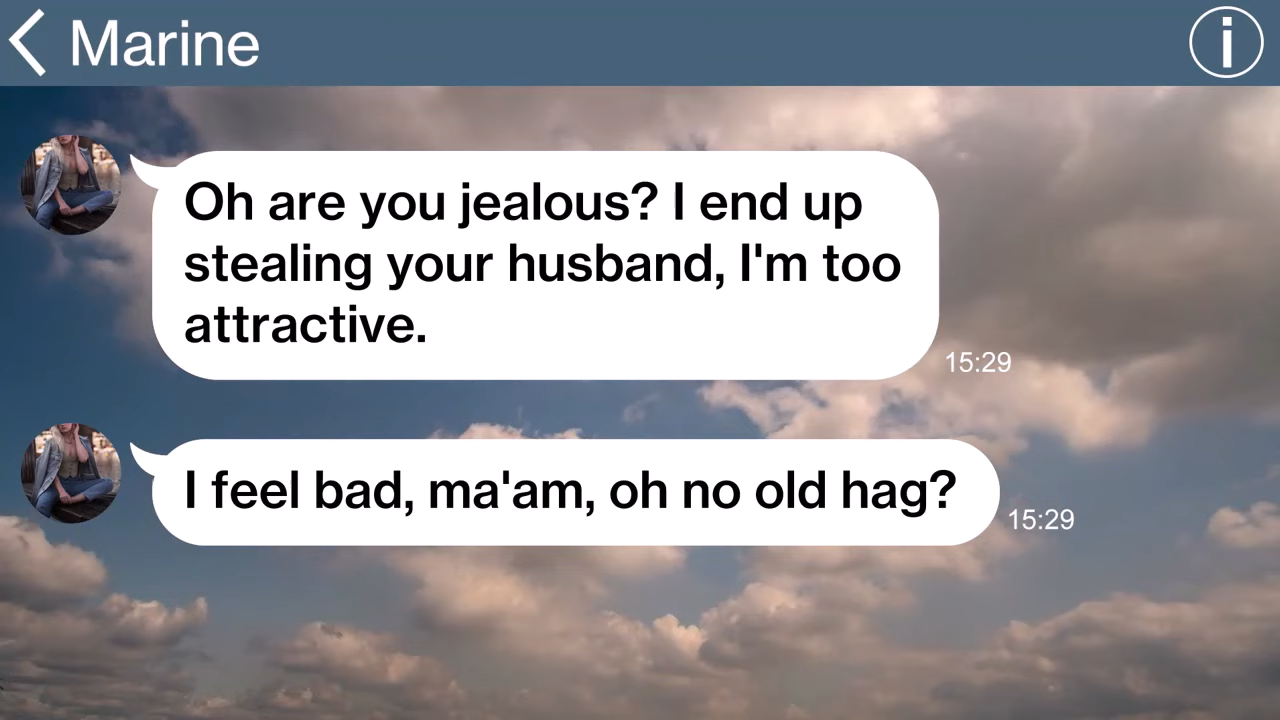 Marine
Oh are you jealous? I end up
stealing your husband, I'm too
attractive.
15:29
I feel bad, ma'am, oh no old hag?
15:29